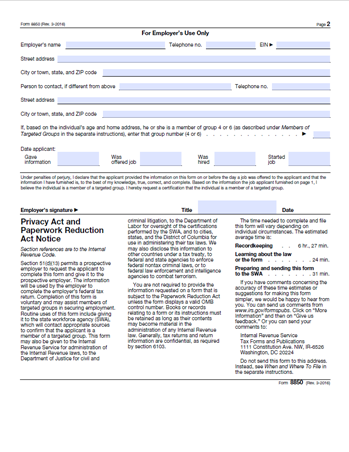 Form 8850 (Rev. 3-2016)
Page 2
For Employer's Use Only
Employer's name
Telephone no.
EIN ▶
Street address
City or town, state, and ZIP code
Person to contact, if different from above
Telephone no.
Street address
City or town, state, and ZIP code
If, based on the individual's age and home address, he or she is a member of group 4 or 6 (as described under Members of
Targeted Groups in the separate instructions), enter that group number (4 or 6) . . . . . . . . . . . . . ▶
Date applicant:
Gave
information
Was
offered job
Was
hired
Started
job
Under penalties of perjury, I declare that the applicant provided the information on this form on or before the day a job was offered to the applicant and that the
information I have furnished is, to the best of my knowledge, true, correct, and complete. Based on the information the job applicant furnished on page 1, I
believe the individual is a member of a targeted group. I hereby request a certification that the individual is a member of a targeted group.
Employer's signature ▶
Title
Date
Privacy Act and
Paperwork Reduction
Act Notice
Section references are to the Internal
Revenue Code.
Section 51(d)(13) permits a prospective
employer to request the applicant to
complete this form and give it to the
prospective employer. The information
will be used by the employer to
complete the employer's federal tax
return. Completion of this form is
voluntary and may assist members of
targeted groups in securing employment.
Routine uses of this form include giving
it to the state workforce agency (SWA),
which will contact appropriate sources
to confirm that the applicant is a
member of a targeted group. This form
may also be given to the Internal
Revenue Service for administration of
the Internal Revenue laws, to the
Department of Justice for civil and
criminal litigation, to the Department of
Labor for oversight of the certifications
performed by the SWA, and to cities,
states, and the District of Columbia for
use in administering their tax laws. We
may also disclose this information to
other countries under a tax treaty, to
federal and state agencies to enforce
federal nontax criminal laws, or to
federal law enforcement and intelligence
agencies to combat terrorism.
You are not required to provide the
information requested on a form that is
subject to the Paperwork Reduction Act
unless the form displays a valid OMB
control number. Books or records
relating to a form or its instructions must
be retained as long as their contents
may become material in the
administration of any Internal Revenue
law. Generally, tax returns and return
information are confidential, as required
by section 6103.
The time needed to complete and file
this form will vary depending on
individual circumstances. The estimated
average time is:
Recordkeeping . . 6 hr., 27 min.
Learning about the law
or the form . . . . . . 24 min.
Preparing and sending this form
to the SWA . . . . . . 31 min.
If you have comments concerning the
accuracy of these time estimates or
suggestions for making this form
simpler, we would be happy to hear from
you. You can send us comments from
www.irs.gov/formspubs. Click on "More
Information" and then on "Give us
feedback." Or you can send your
comments to:
Internal Revenue Service
Tax Forms and Publications
1111 Constitution Ave. NW, IR-6526
Washington, DC 20224
Do not send this form to this address.
Instead, see When and Where To File in
the separate instructions.
Form 8850 (Rev. 3-2016)